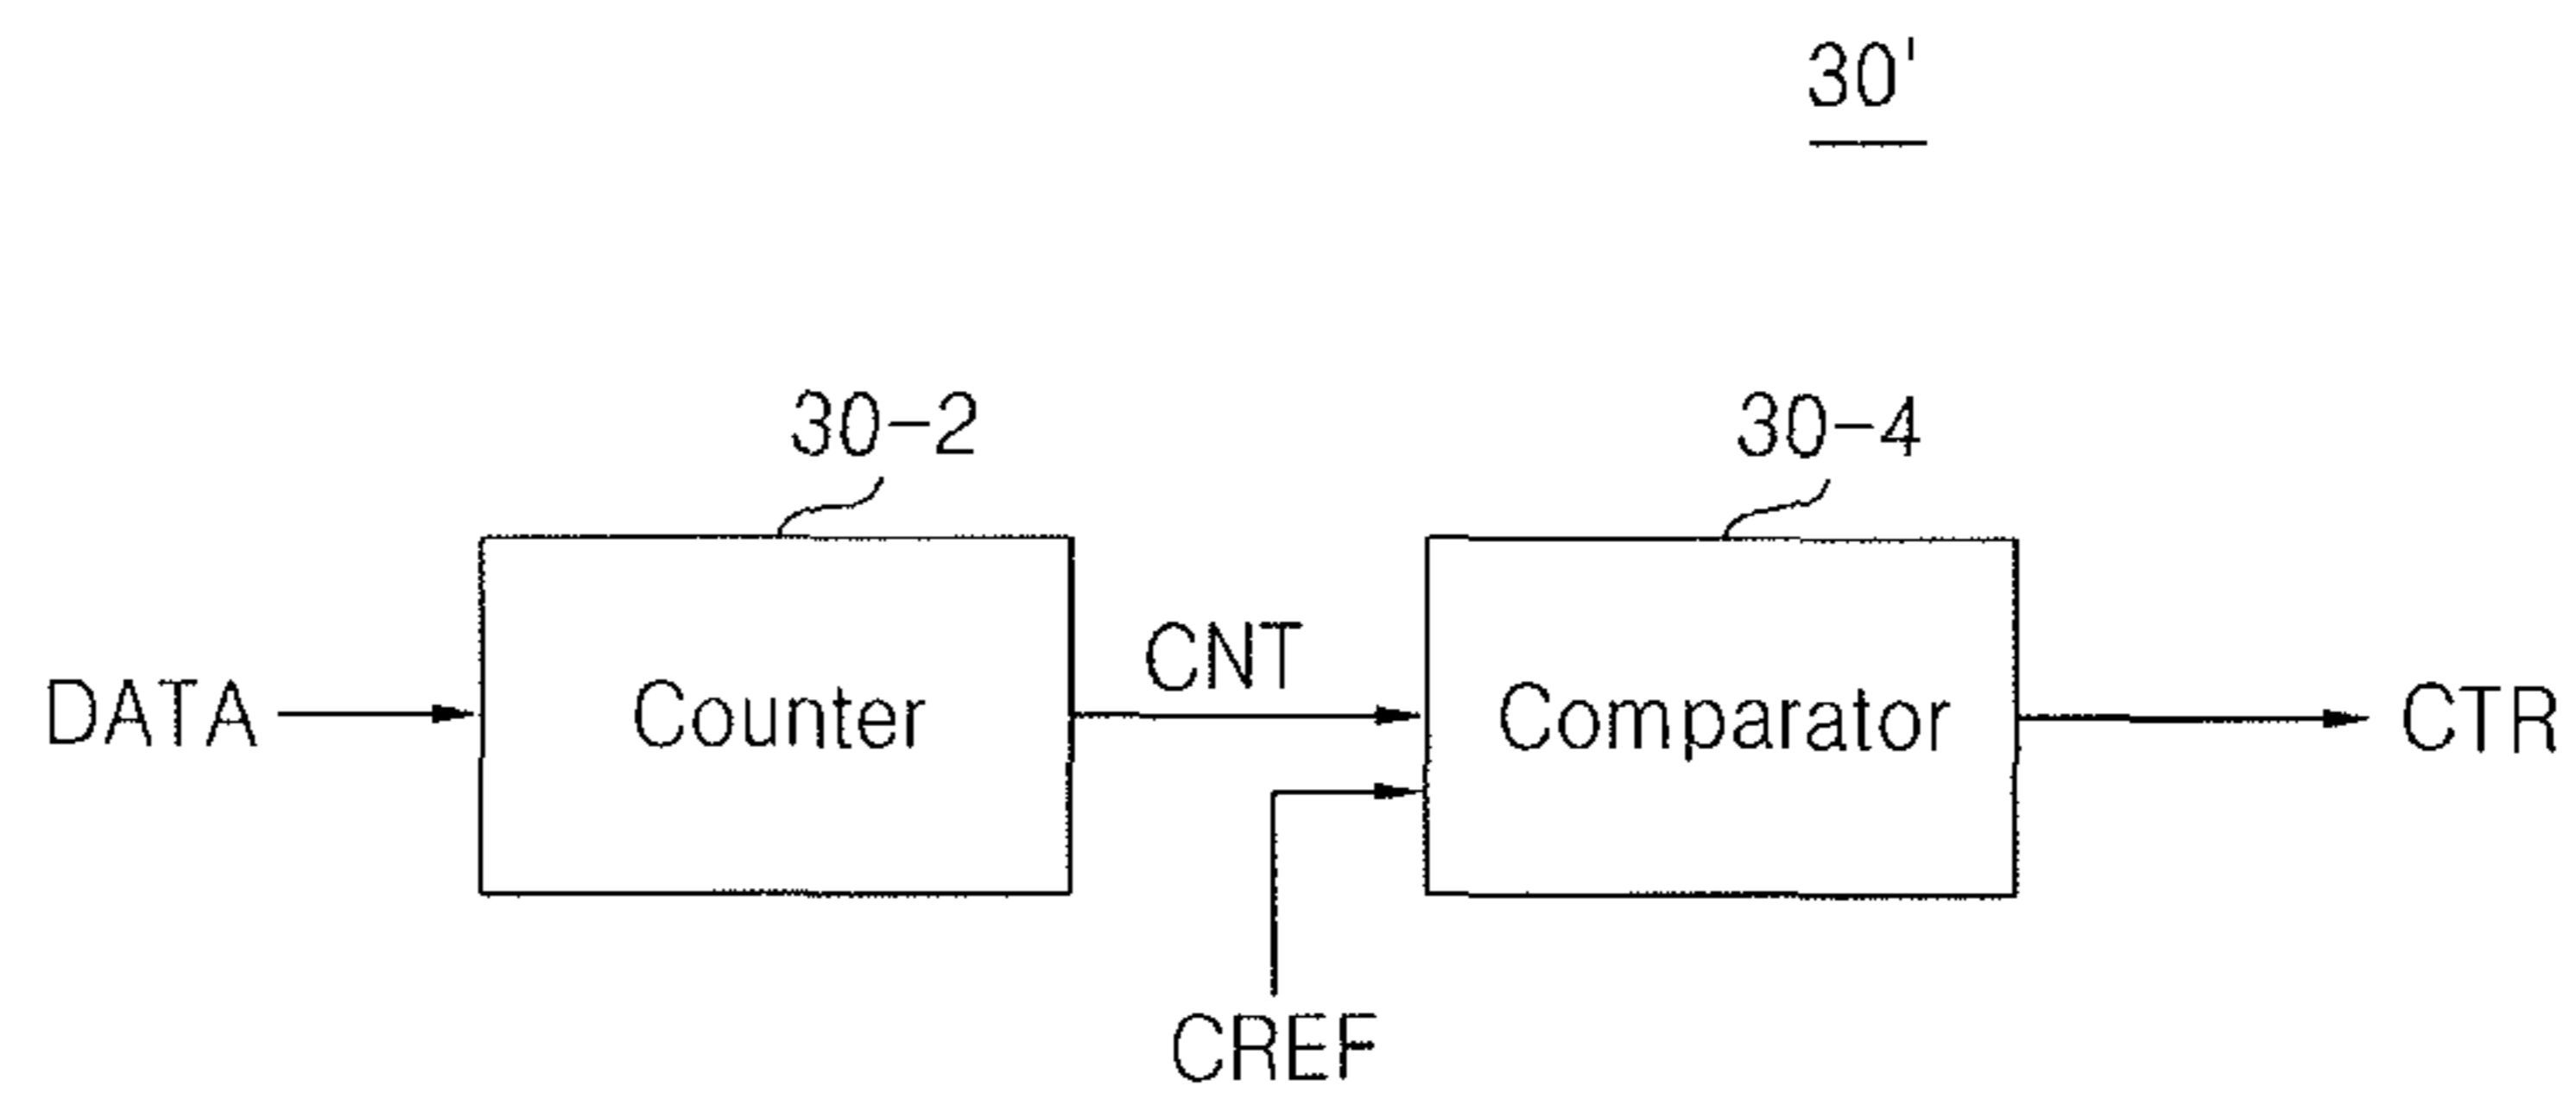 30'
30-2
30-4
DATA
Counter
CNT
Comparator
CTR
CREF